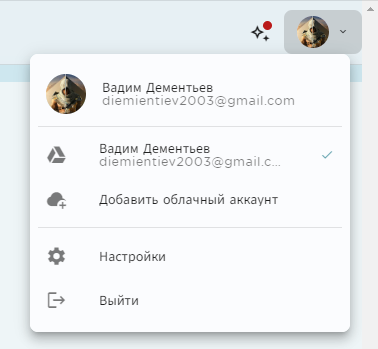 Вадим Дементьев
diemientiev2003@gmail.com
Вадим Дементьев
diemientiev2003@gmail.c...
Добавить облачный аккаунт
Настройки
Выйти